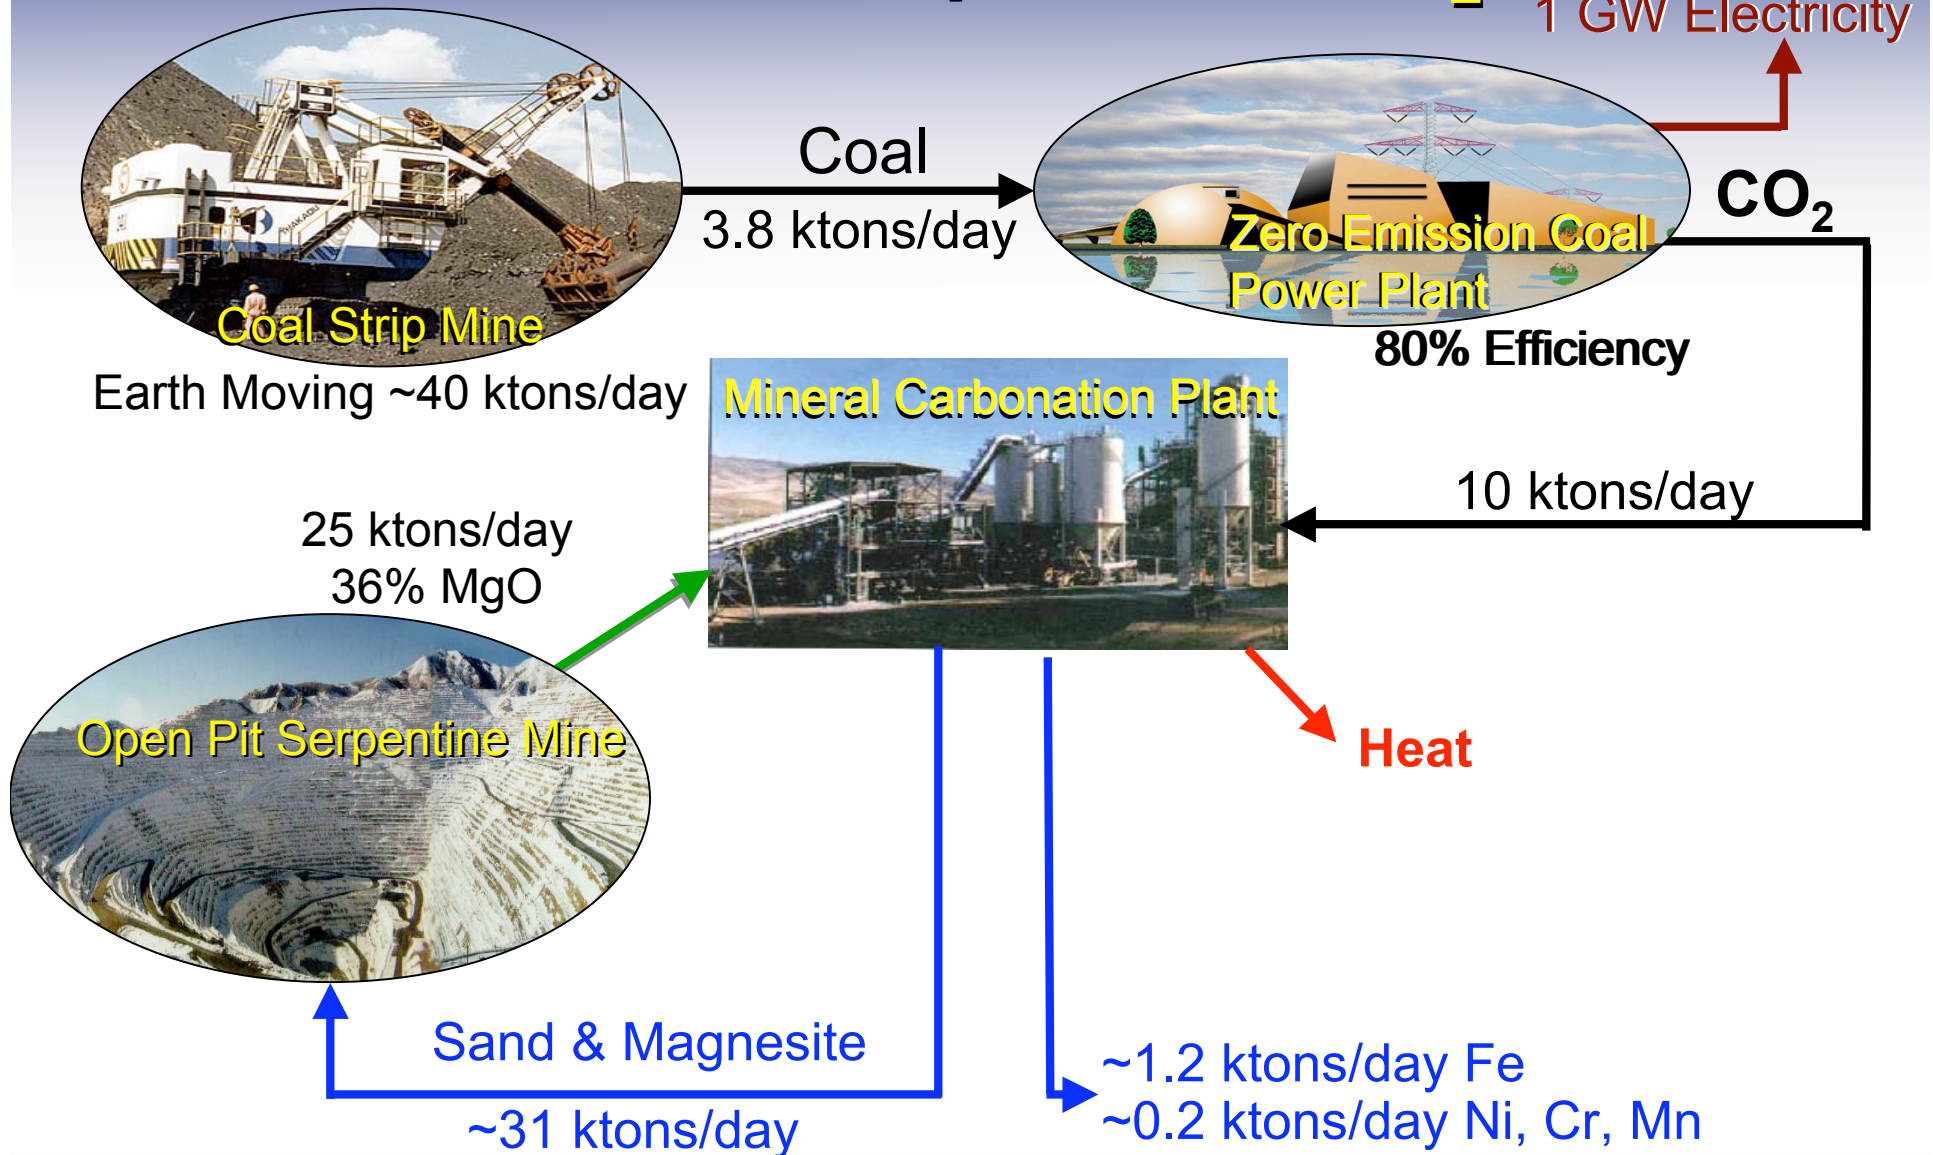 1 GW Electricity
Coal
3.8 ktons/day
CO₂
Zero Emission Coal
Power Plant
80% Efficiency
Coal Strip Mine
Earth Moving ~40 ktons/day
Mineral Carbonation Plant
10 ktons/day
25 ktons/day
36% MgO
Open Pit Serpentine Mine
Heat
Sand & Magnesite
~31 ktons/day
~1.2 ktons/day Fe
~0.2 ktons/day Ni, Cr, Mn